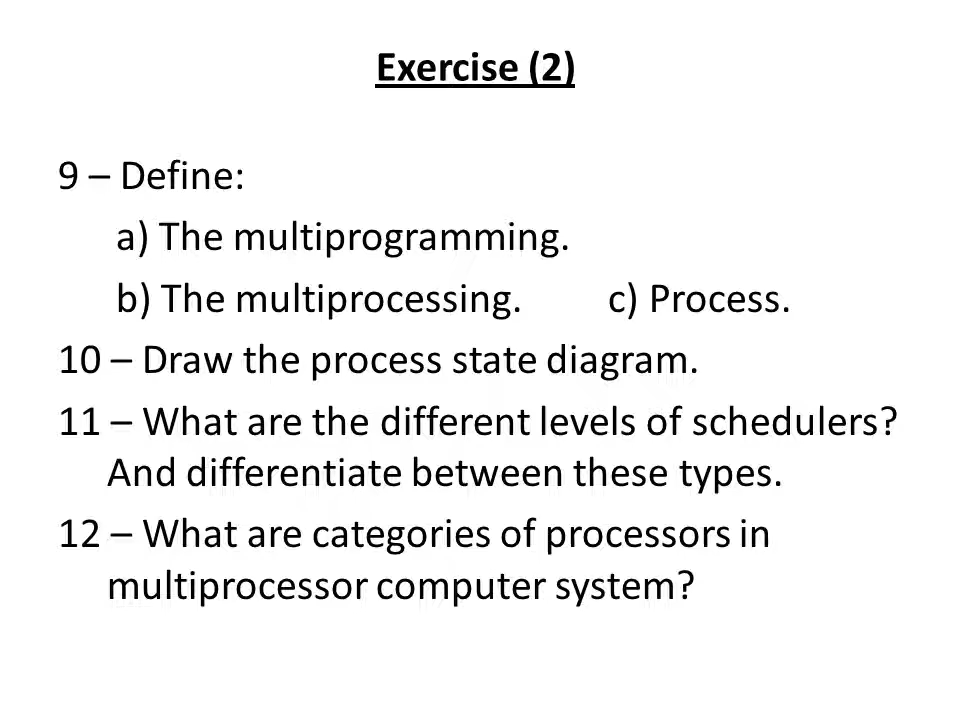 Exercise (2)
9 – Define:
a) The multiprogramming.
b) The multiprocessing. c) Process.
10 – Draw the process state diagram.
11 – What are the different levels of schedulers?
And differentiate between these types.
12 – What are categories of processors in
multiprocessor computer system?